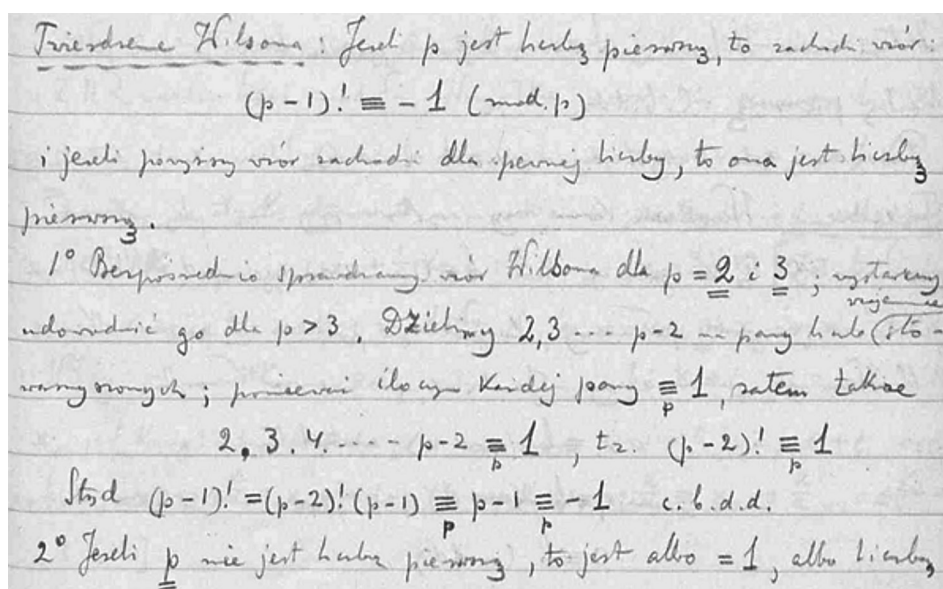 Twierdzenie Wilsona: Jeżeli p jest liczbą pierwszą, to zachodzi wzór:
(p-1)! ≡ -1 (mod. p)
i jeżeli powyższy wzór zachodzi dla pewnej liczby, to ona jest liczbą
pierwszą.
1° Bezpośrednio sprawdzamy wzór Wilsona dla p = 2 i 3, wystarczy
wzajemnie
udowodnić go dla p > 3. Dzielimy 2,3 ---- p-2 na pary liczb (sto-
warzyszonych; ponieważ iloczyn każdej pary ≡ₚ 1, zatem także
2.3.4.---- p-2 ≡ₚ 1, tz. (p-2)! ≡ₚ 1
Stąd (p-1)! = (p-2)!(p-1) ≡ₚ p-1 ≡ₚ -1 c.b.d.d.
2° Jeżeli p nie jest liczbą pierwszą, to jest albo = 1, albo liczbą